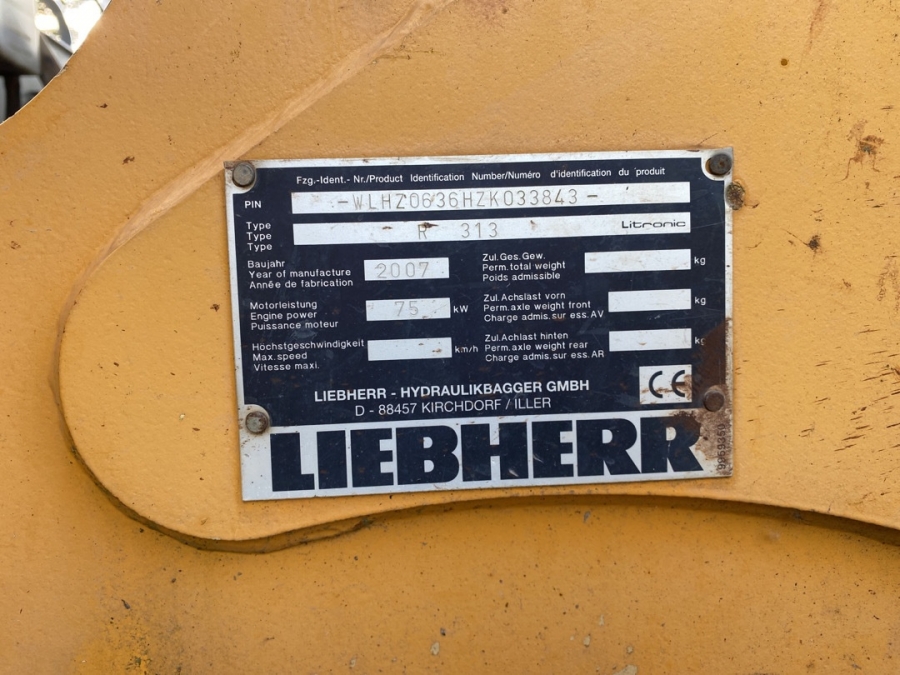 Fzg.-Ident.- Nr./Product Identification Number/Numéro d'identification du produit
PIN -WLHZ0636HZK033843-
Type
Type R 313 Litronic
Type
Baujahr
Year of manufacture 2007
Année de fabrication
Zul.Ges.Gew.
Perm.total weight kg
Poids admissible
Motorleistung
Engine power 75 kW
Puissance moteur
Zul.Achslast vorn
Perm.axle weight front kg
Charge admis.sur ess.AV
Höchstgeschwindigkeit
Max.speed km/h
Vitesse maxi.
Zul.Achlast hinten
Perm.axle weight rear kg
Charge admis.sur ess.AR
LIEBHERR - HYDRAULIKBAGGER GMBH
D - 88457 KIRCHDORF / ILLER
CE
LIEBHERR